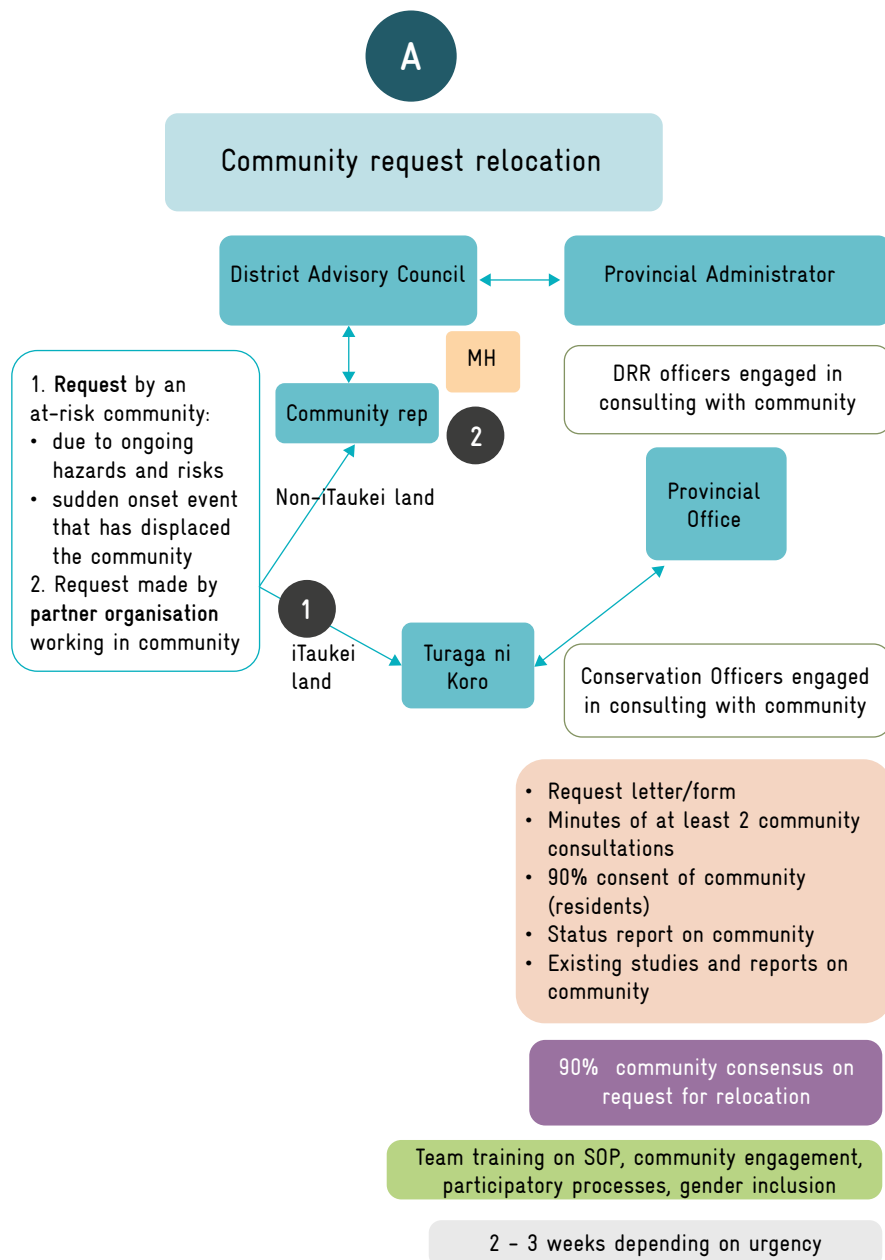 A
Community request relocation
District Advisory Council
Provincial Administrator
MH
1. Request by an
at-risk community:
• due to ongoing
hazards and risks
• sudden onset event
that has displaced
the community
2. Request made by
partner organisation
working in community
Community rep
2
DRR officers engaged in
consulting with community
Non-iTaukei land
Provincial
Office
1
iTaukei
land
Turaga ni
Koro
Conservation Officers engaged
in consulting with community
• Request letter/form
• Minutes of at least 2 community
consultations
• 90% consent of community
(residents)
• Status report on community
• Existing studies and reports on
community
90% community consensus on
request for relocation
Team training on SOP, community engagement,
participatory processes, gender inclusion
2 - 3 weeks depending on urgency